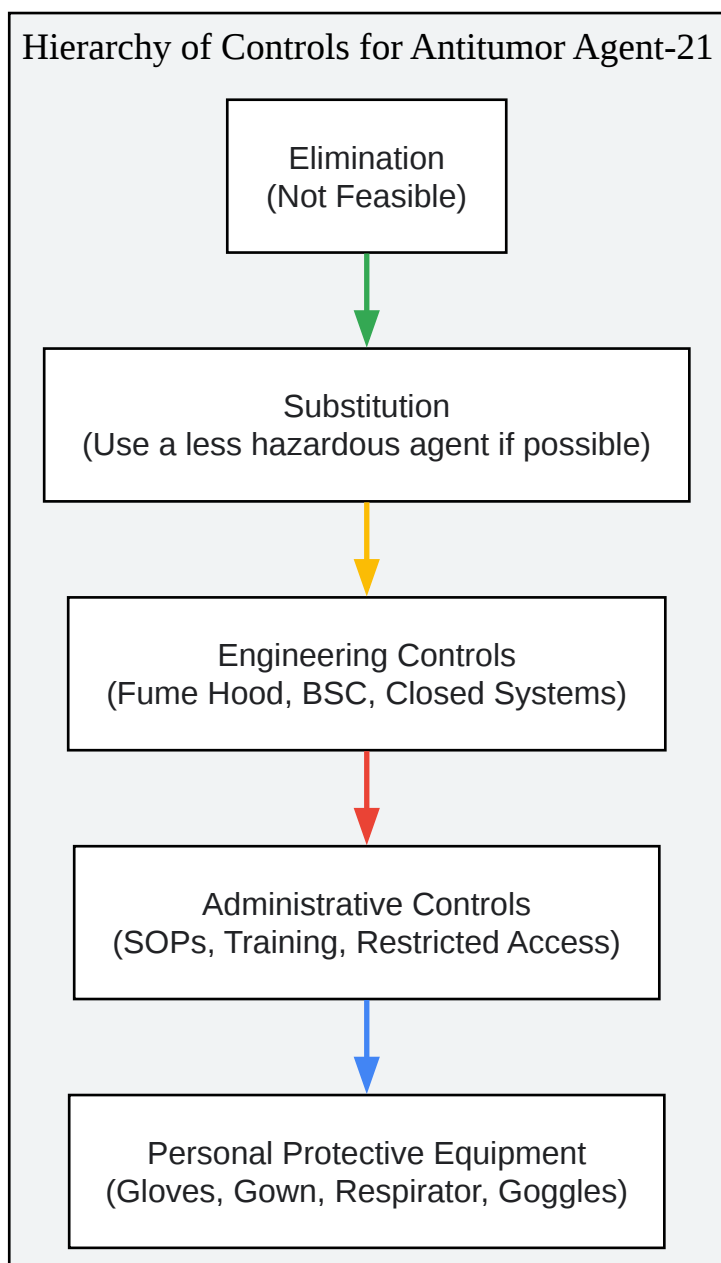 Hierarchy of Controls for Antitumor Agent-21
Elimination
(Not Feasible)
Substitution
(Use a less hazardous agent if possible)
Engineering Controls
(Fume Hood, BSC, Closed Systems)
Administrative Controls
(SOPs, Training, Restricted Access)
Personal Protective Equipment
(Gloves, Gown, Respirator, Goggles)